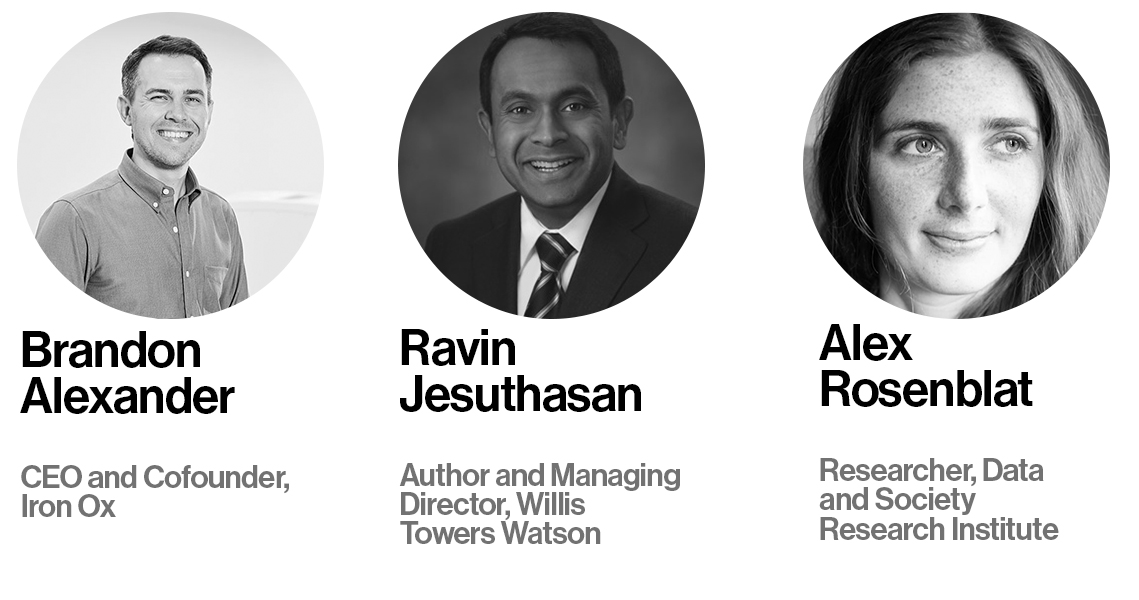 Brandon
Alexander
CEO and Cofounder,
Iron Ox
Ravin
Jesuthasan
Author and Managing
Director, Willis
Towers Watson
Alex
Rosenblat
Researcher, Data
and Society
Research Institute